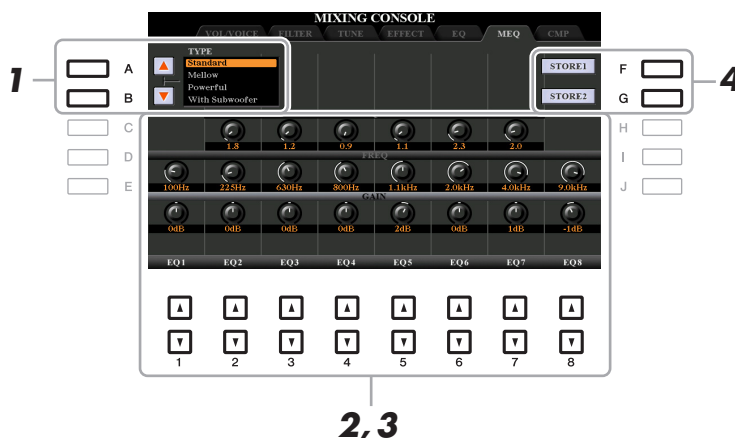 MIXING CONSOLE
VOL/VOICE FILTER TUNE EFFECT EQ MEQ CMP
TYPE
Standard
Mellow
Powerful
With Subwoofer
STORE1
STORE2
1
4
A
B
C
D
E
F
G
H
I
J
1.8 1.2 0.9 1.1 2.3 2.0
FREQ
100Hz 225Hz 630Hz 800Hz 1.1kHz 2.0kHz 4.0kHz 9.0kHz
GAIN
0dB 0dB 0dB 0dB 2dB 0dB 1dB -1dB
EQ1 EQ2 EQ3 EQ4 EQ5 EQ6 EQ7 EQ8
1 2 3 4 5 6 7 8
2, 3